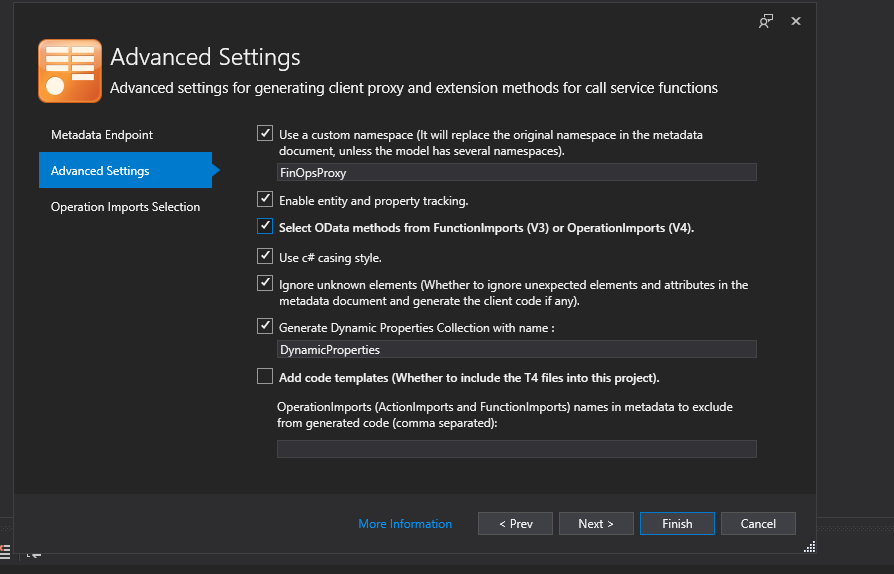 Advanced Settings
Advanced settings for generating client proxy and extension methods for call service functions
Metadata Endpoint
Advanced Settings
Operation Imports Selection
Use a custom namespace (It will replace the original namespace in the metadata
document, unless the model has several namespaces).
FinOpsProxy
Enable entity and property tracking.
Select OData methods from FunctionImports (V3) or OperationImports (V4).
Use c# casing style.
Ignore unknown elements (Whether to ignore unexpected elements and attributes in the
metadata document and generate the client code if any).
Generate Dynamic Properties Collection with name :
DynamicProperties
Add code templates (Whether to include the T4 files into this project).
OperationImports (ActionImports and FunctionImports) names in metadata to exclude
from generated code (comma separated):
More Information
< Prev
Next >
Finish
Cancel